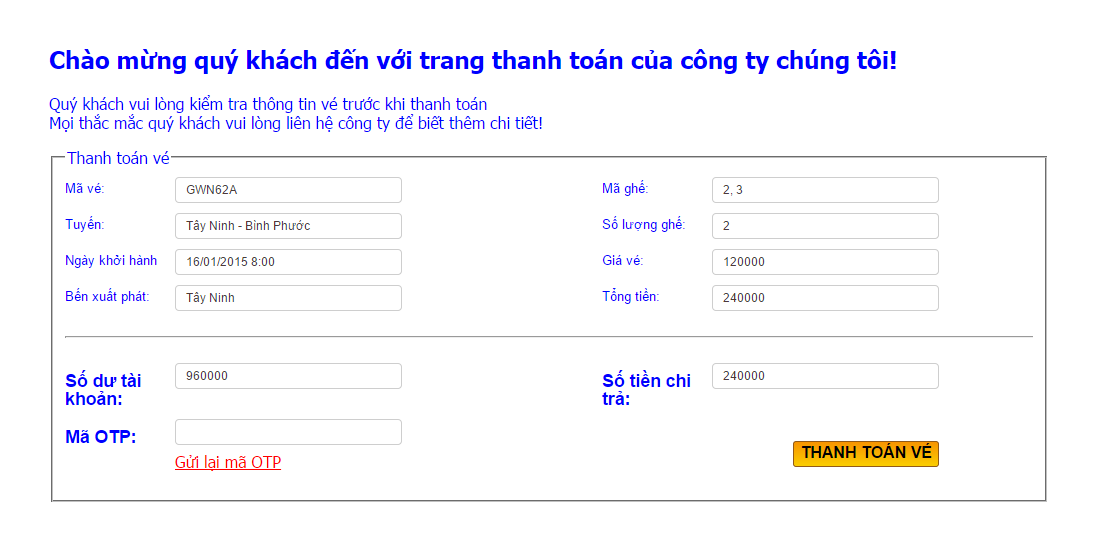 Chào mừng quý khách đến với trang thanh toán của công ty chúng tôi!
Quý khách vui lòng kiểm tra thông tin vé trước khi thanh toán
Mọi thắc mắc quý khách vui lòng liên hệ công ty để biết thêm chi tiết!
Thanh toán vé
Mã vé: GWN62A Mã ghế: 2, 3
Tuyến: Tây Ninh - Bình Phước Số lượng ghế: 2
Ngày khởi hành 16/01/2015 8:00 Giá vé: 120000
Bến xuất phát: Tây Ninh Tổng tiền: 240000
Số dư tài khoản: 960000 Số tiền chi trả: 240000
Mã OTP:
Gửi lại mã OTP THANH TOÁN VÉ